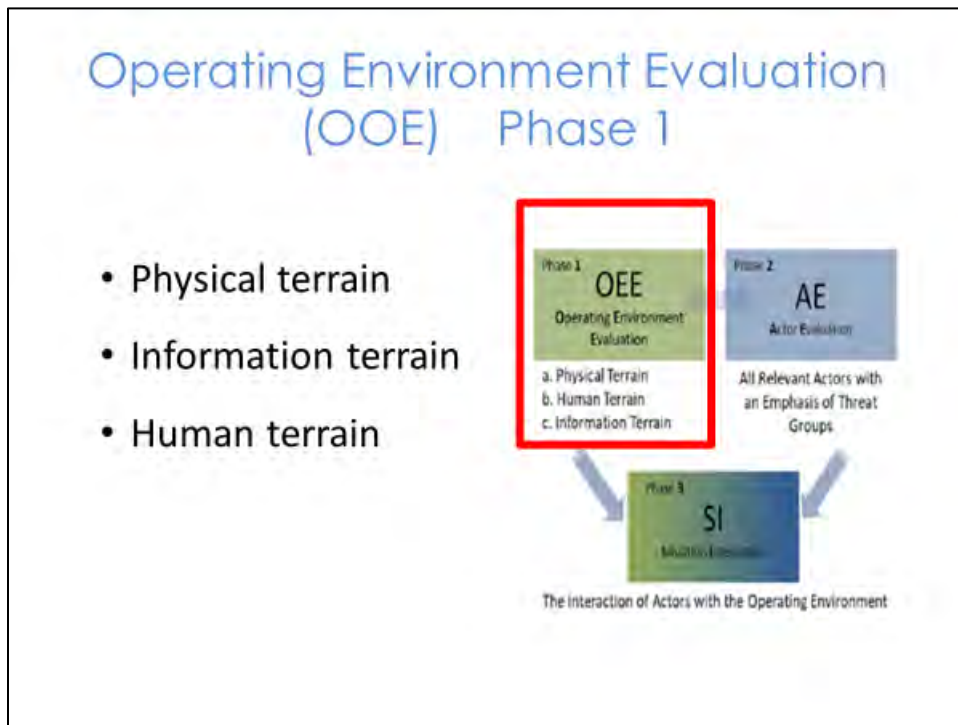 Operating Environment Evaluation
(OOE) Phase 1
• Physical terrain
• Information terrain
• Human terrain
Phase 1
OEE
Operating Environment
Evaluation
a. Physical Terrain
b. Human Terrain
c. Information Terrain
Phase 2
AE
Actor Evaluation
All Relevant Actors with
an Emphasis of Threat
Groups
Phase 3
SI
The Interaction of Actors with the Operating Environment